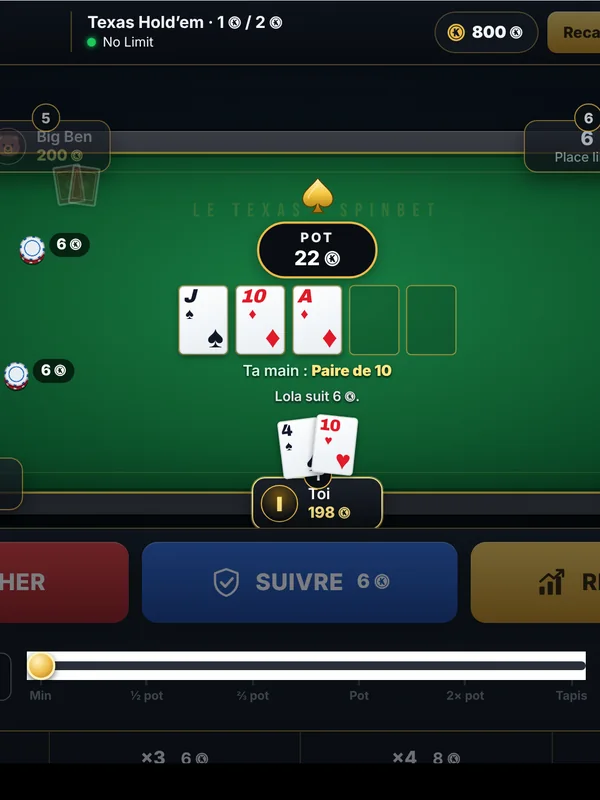 Texas Hold'em · 1 / 2
No Limit
800
Reca
5
Big Ben
200
6
6
Place li
LE TEXAS SPINBET
6
POT
22
J
10
A
6
Ta main : Paire de 10
Lola suit 6.
4
10
Toi
198
HER
SUIVRE 6
RE
Min
½ pot
⅔ pot
Pot
2× pot
Tapis
×3 6
×4 8